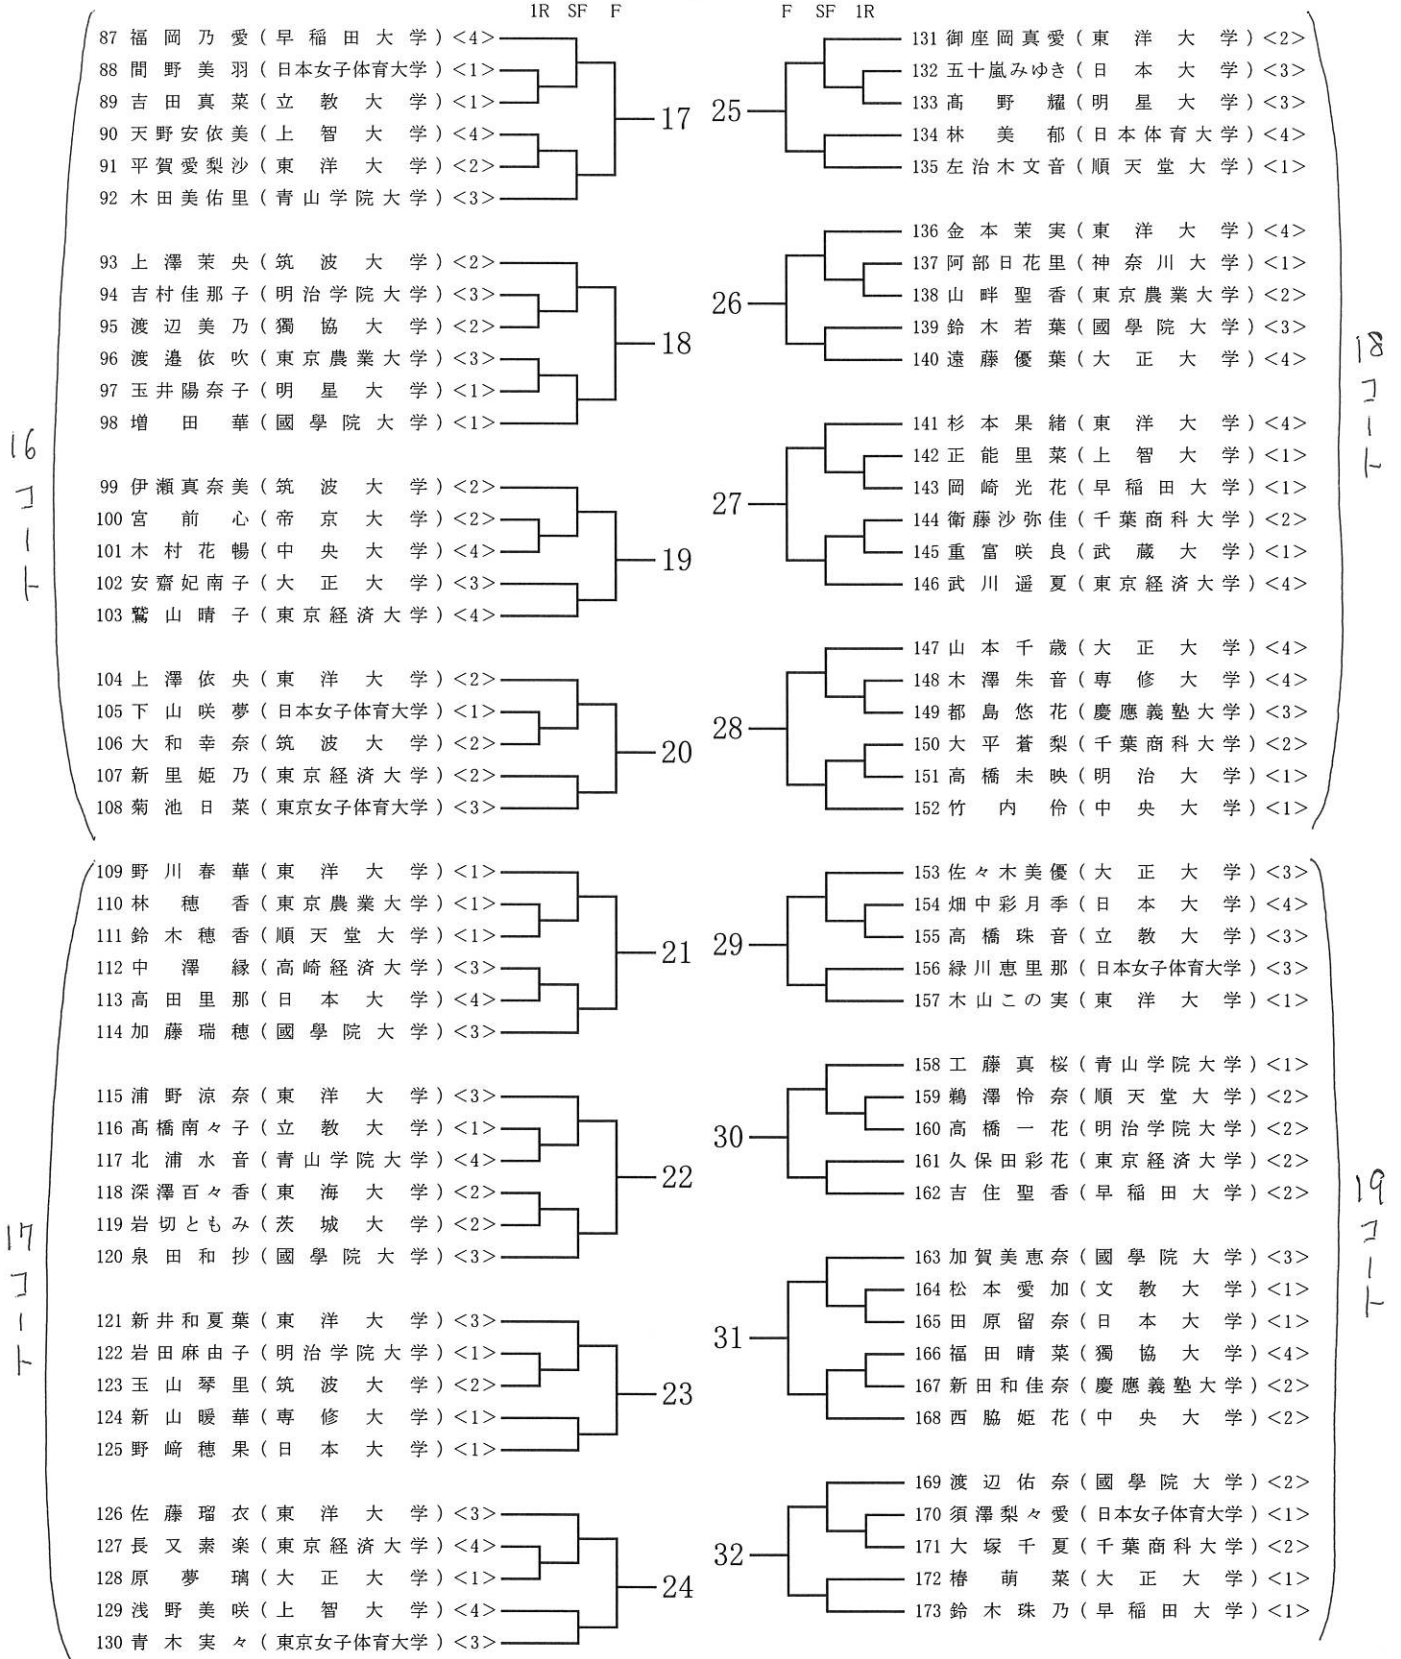 1R SF F
87 福岡乃愛(早稲田大学)<4>
88 間野美羽(日本女子体育大学)<1>
89 吉田真菜(立教大学)<1>
90 天野安依美(上智大学)<4>
91 平賀愛梨沙(東洋大学)<2>
92 木田美佑里(青山学院大学)<3>
17
93 上澤茉央(筑波大学)<2>
94 吉村佳那子(明治学院大学)<3>
95 渡辺美乃(獨協大学)<2>
96 渡邉依吹(東京農業大学)<3>
97 玉井陽奈子(明星大学)<1>
98 増田華(國學院大学)<1>
18
99 伊瀬真奈美(筑波大学)<2>
100 宮前心(帝京大学)<2>
101 木村花暢(中央大学)<4>
102 安齋妃南子(大正大学)<3>
103 鷲山晴子(東京経済大学)<4>
19
104 上澤依央(東洋大学)<2>
105 下山咲夢(日本女子体育大学)<1>
106 大和幸奈(筑波大学)<2>
107 新里姫乃(東京経済大学)<2>
108 菊池日菜(東京女子体育大学)<3>
20
16コート
109 野川春華(東洋大学)<1>
110 林穂香(東京農業大学)<1>
111 鈴木穂香(順天堂大学)<1>
112 中澤縁(高崎経済大学)<3>
113 高田里那(日本大学)<4>
114 加藤瑞穂(國學院大学)<3>
21
115 浦野涼奈(東洋大学)<3>
116 髙橋南々子(立教大学)<1>
117 北浦水音(青山学院大学)<4>
118 深澤百々香(東海大学)<2>
119 岩切ともみ(茨城大学)<2>
120 泉田和抄(國學院大学)<3>
22
121 新井和夏葉(東洋大学)<3>
122 岩田麻由子(明治学院大学)<1>
123 玉山琴里(筑波大学)<2>
124 新山暖華(専修大学)<1>
125 野﨑穂果(日本大学)<1>
23
126 佐藤瑠衣(東洋大学)<3>
127 長又素楽(東京経済大学)<4>
128 原夢璃(大正大学)<1>
129 浅野美咲(上智大学)<4>
130 青木実々(東京女子体育大学)<3>
24
17コート
F SF 1R
131 御座岡真愛(東洋大学)<2>
132 五十嵐みゆき(日本大学)<3>
133 髙野耀(明星大学)<3>
134 林美郁(日本体育大学)<4>
135 左治木文音(順天堂大学)<1>
25
136 金本茉実(東洋大学)<4>
137 阿部日花里(神奈川大学)<1>
138 山畔聖香(東京農業大学)<2>
139 鈴木若葉(國學院大学)<3>
140 遠藤優葉(大正大学)<4>
26
141 杉本果緒(東洋大学)<4>
142 正能里菜(上智大学)<1>
143 岡崎光花(早稲田大学)<1>
144 衛藤沙弥佳(千葉商科大学)<2>
145 重富咲良(武蔵大学)<1>
146 武川遥夏(東京経済大学)<4>
27
147 山本千歳(大正大学)<4>
148 木澤朱音(専修大学)<4>
149 都島悠花(慶應義塾大学)<3>
150 大平蒼梨(千葉商科大学)<2>
151 高橋未映(明治大学)<1>
152 竹内伶(中央大学)<1>
28
18コート
153 佐々木美優(大正大学)<3>
154 畑中彩月季(日本大学)<4>
155 高橋珠音(立教大学)<3>
156 緑川恵里那(日本女子体育大学)<3>
157 木山この実(東洋大学)<1>
29
158 工藤真桜(青山学院大学)<1>
159 鵜澤怜奈(順天堂大学)<2>
160 高橋一花(明治学院大学)<2>
161 久保田彩花(東京経済大学)<2>
162 吉住聖香(早稲田大学)<2>
30
163 加賀美恵奈(國學院大学)<3>
164 松本愛加(文教大学)<1>
165 田原留奈(日本大学)<1>
166 福田晴菜(獨協大学)<4>
167 新田和佳奈(慶應義塾大学)<2>
168 西脇姫花(中央大学)<2>
31
169 渡辺佑奈(國學院大学)<2>
170 須澤梨々愛(日本女子体育大学)<1>
171 大塚千夏(千葉商科大学)<2>
172 椿萌菜(大正大学)<1>
173 鈴木珠乃(早稲田大学)<1>
32
19コート